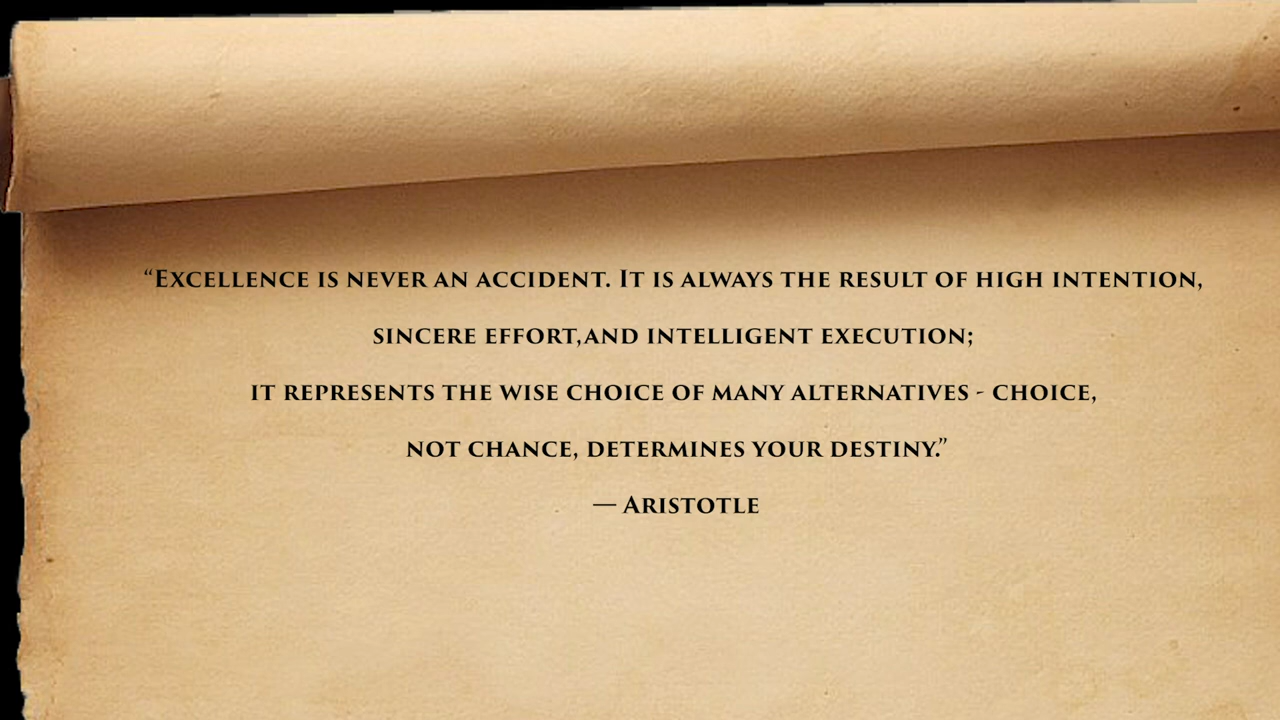 “Excellence is never an accident. It is always the result of high intention,
sincere effort,and intelligent execution;
it represents the wise choice of many alternatives - choice,
not chance, determines your destiny.”
— Aristotle